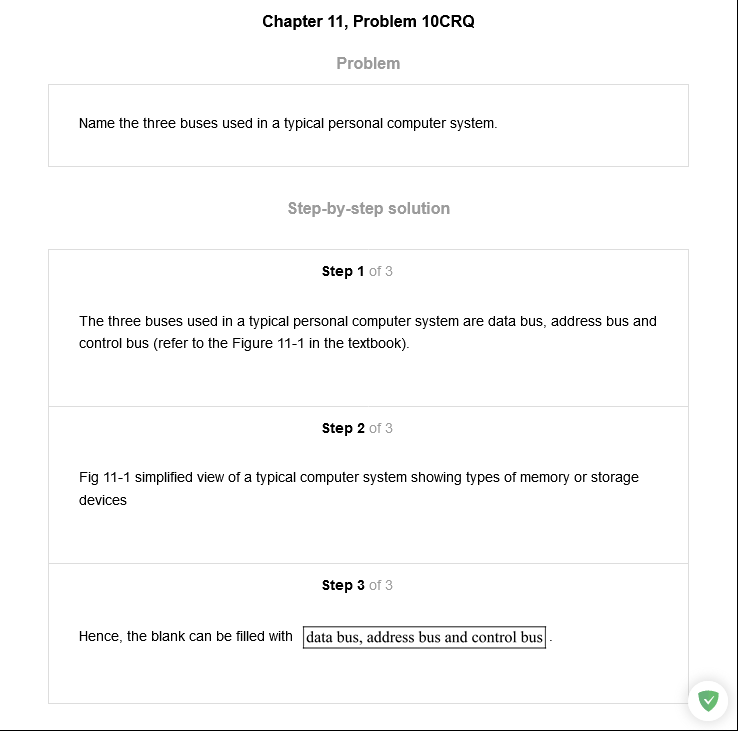 Chapter 11, Problem 10CRQ
Problem
Name the three buses used in a typical personal computer system.
Step-by-step solution
Step 1 of 3
The three buses used in a typical personal computer system are data bus, address bus and
control bus (refer to the Figure 11-1 in the textbook).
Step 2 of 3
Fig 11-1 simplified view of a typical computer system showing types of memory or storage
devices
Step 3 of 3
Hence, the blank can be filled with data bus, address bus and control bus.